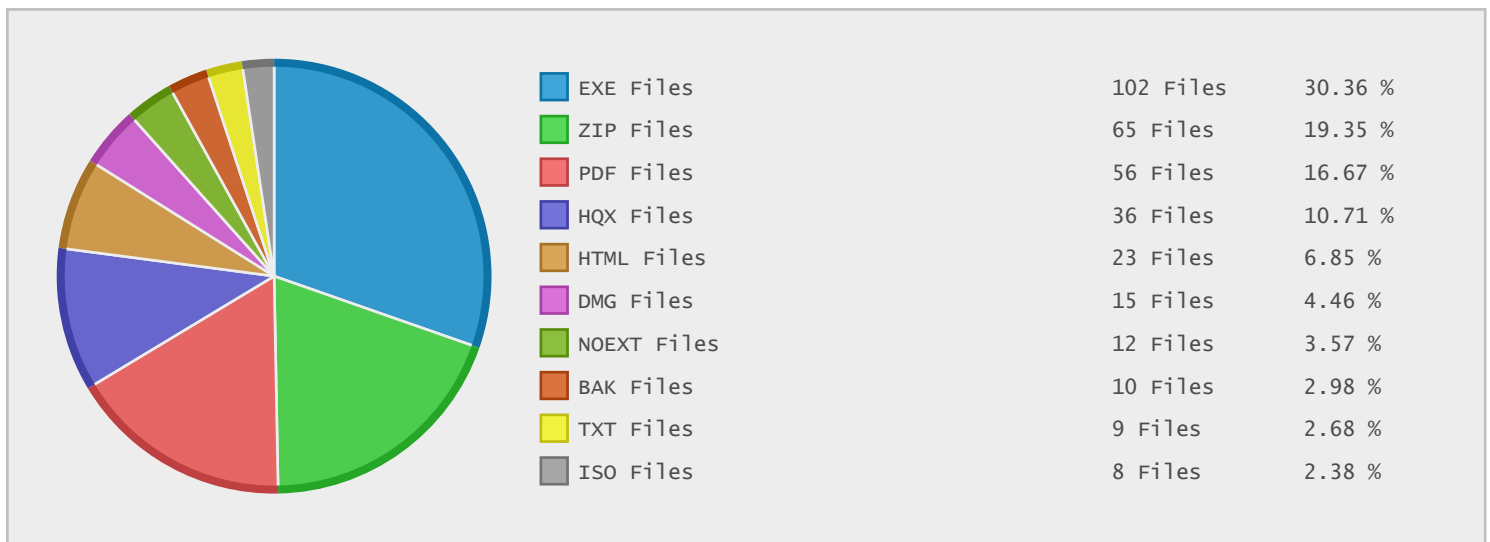 EXE Files 102 Files 30.36 %
ZIP Files 65 Files 19.35 %
PDF Files 56 Files 16.67 %
HQX Files 36 Files 10.71 %
HTML Files 23 Files 6.85 %
DMG Files 15 Files 4.46 %
NOEXT Files 12 Files 3.57 %
BAK Files 10 Files 2.98 %
TXT Files 9 Files 2.68 %
ISO Files 8 Files 2.38 %